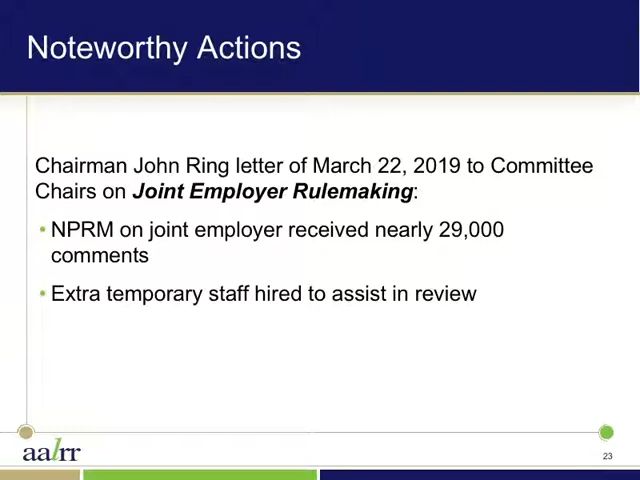 Noteworthy Actions
Chairman John Ring letter of March 22, 2019 to Committee
Chairs on Joint Employer Rulemaking:
• NPRM on joint employer received nearly 29,000
comments
• Extra temporary staff hired to assist in review
aalrr
23